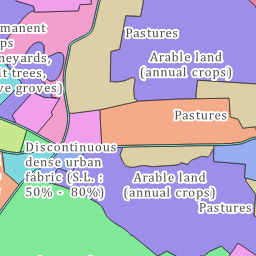 manent
ps
neyards,
it trees,
ve groves)
Pastures
Arable land
(annual crops)
Pastures
Discontinuous
dense urban
fabric (S.L. :
50% - 80%)
Arable land
(annual crops)
Pastures